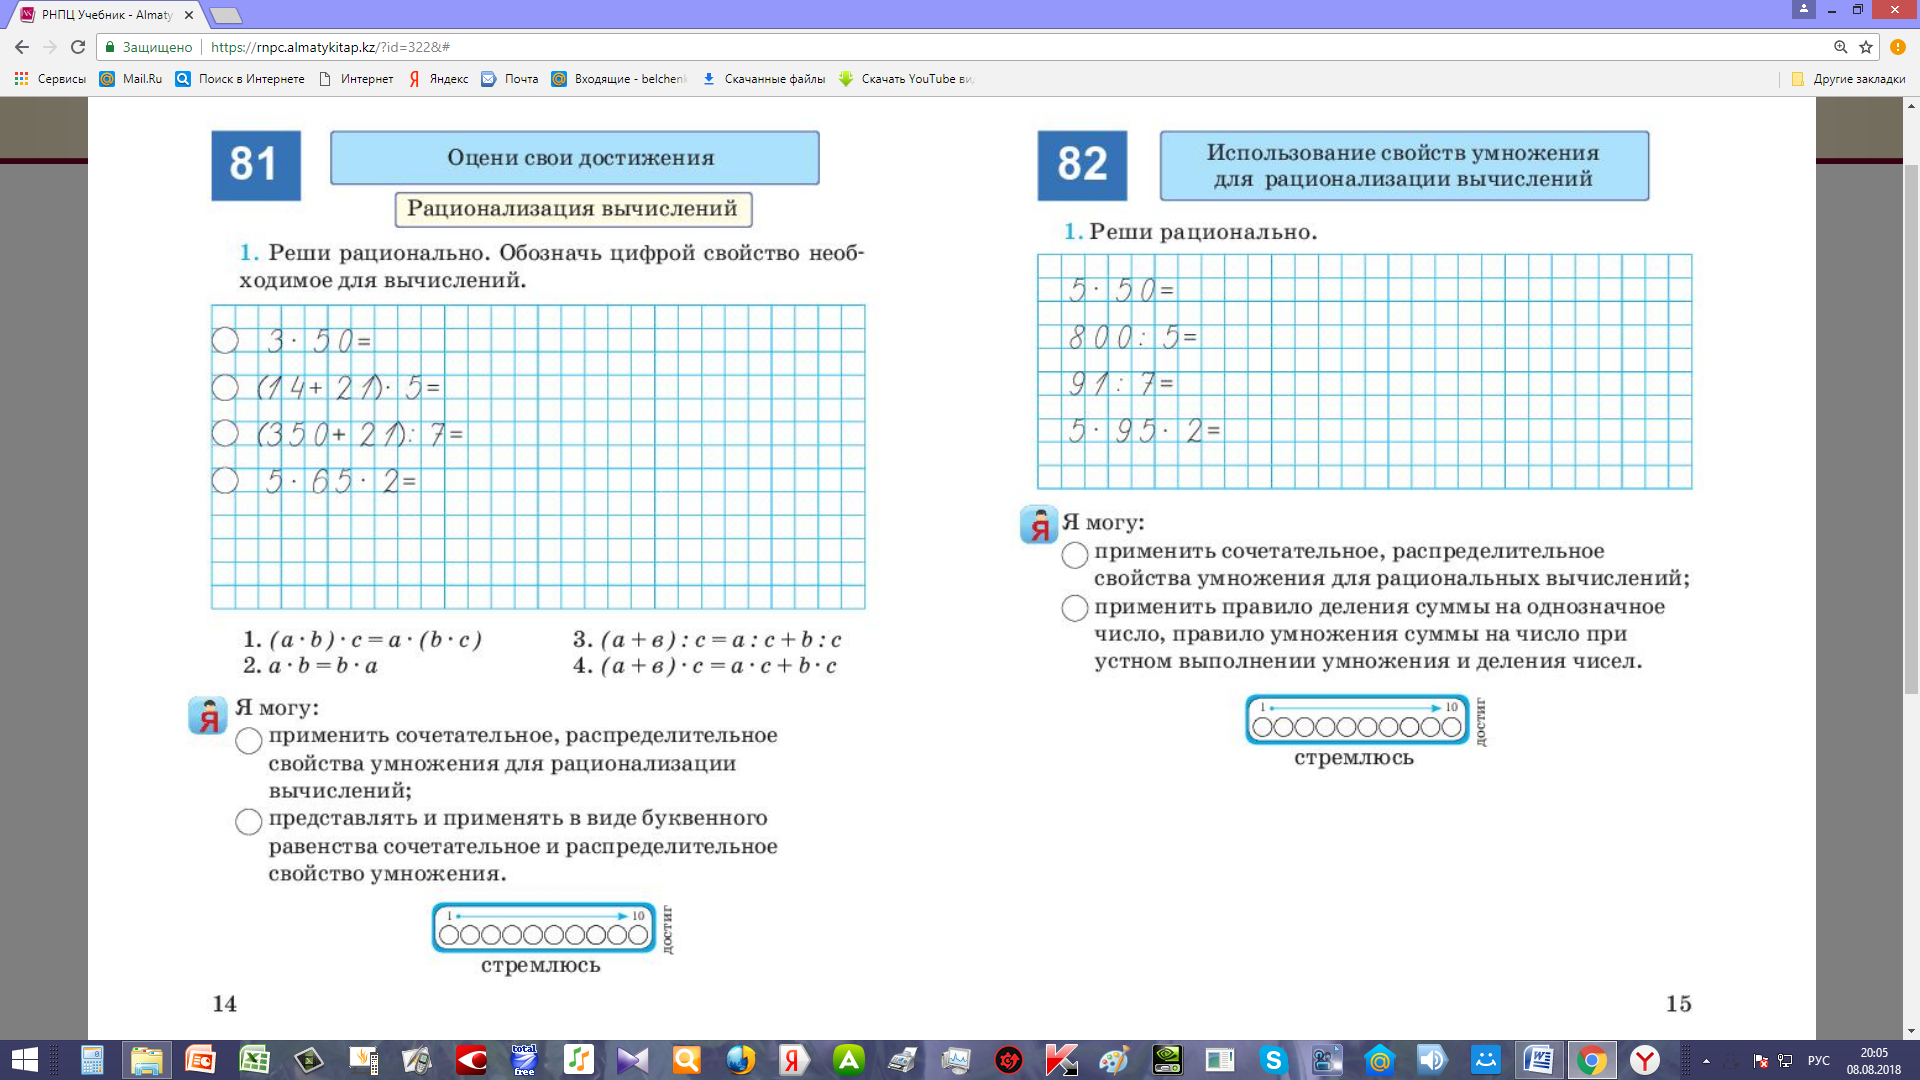 РНПЦ Учебник - Almaty
Защищено
https://rnpc.almatykitap.kz/?id=322&#
Сервисы
Mail.Ru
Поиск в Интернете
Интернет
Яндекс
Почта
Входящие - belchenk
Скачанные файлы
Скачать YouTube ви
Другие закладки
81
Оцени свои достижения
Рационализация вычислений
1. Реши рационально. Обозначь цифрой свойство необ-
ходимое для вычислений.
3 · 50=
(14+ 21)· 5=
(350+ 21): 7=
5 · 65 · 2=
1. (a · b) · c = a · (b · c)
2. a · b = b · a
3. (a + в) : c = a : c + b : c
4. (a + в) · c = a · c + b · c
Я
Я могу:
применить сочетательное, распределительное
свойства умножения для рационализации
вычислений;
представлять и применять в виде буквенного
равенства сочетательное и распределительное
свойство умножения.
1
10
достиг
стремлюсь
14
82
Использование свойств умножения
для рационализации вычислений
1. Реши рационально.
5 · 50=
800: 5=
91: 7=
5 · 95 · 2=
Я
Я могу:
применить сочетательное, распределительное
свойства умножения для рациональных вычислений;
применить правило деления суммы на однозначное
число, правило умножения суммы на число при
устном выполнении умножения и деления чисел.
1
10
достиг
стремлюсь
15
total
free
РУС
20:05
08.08.2018